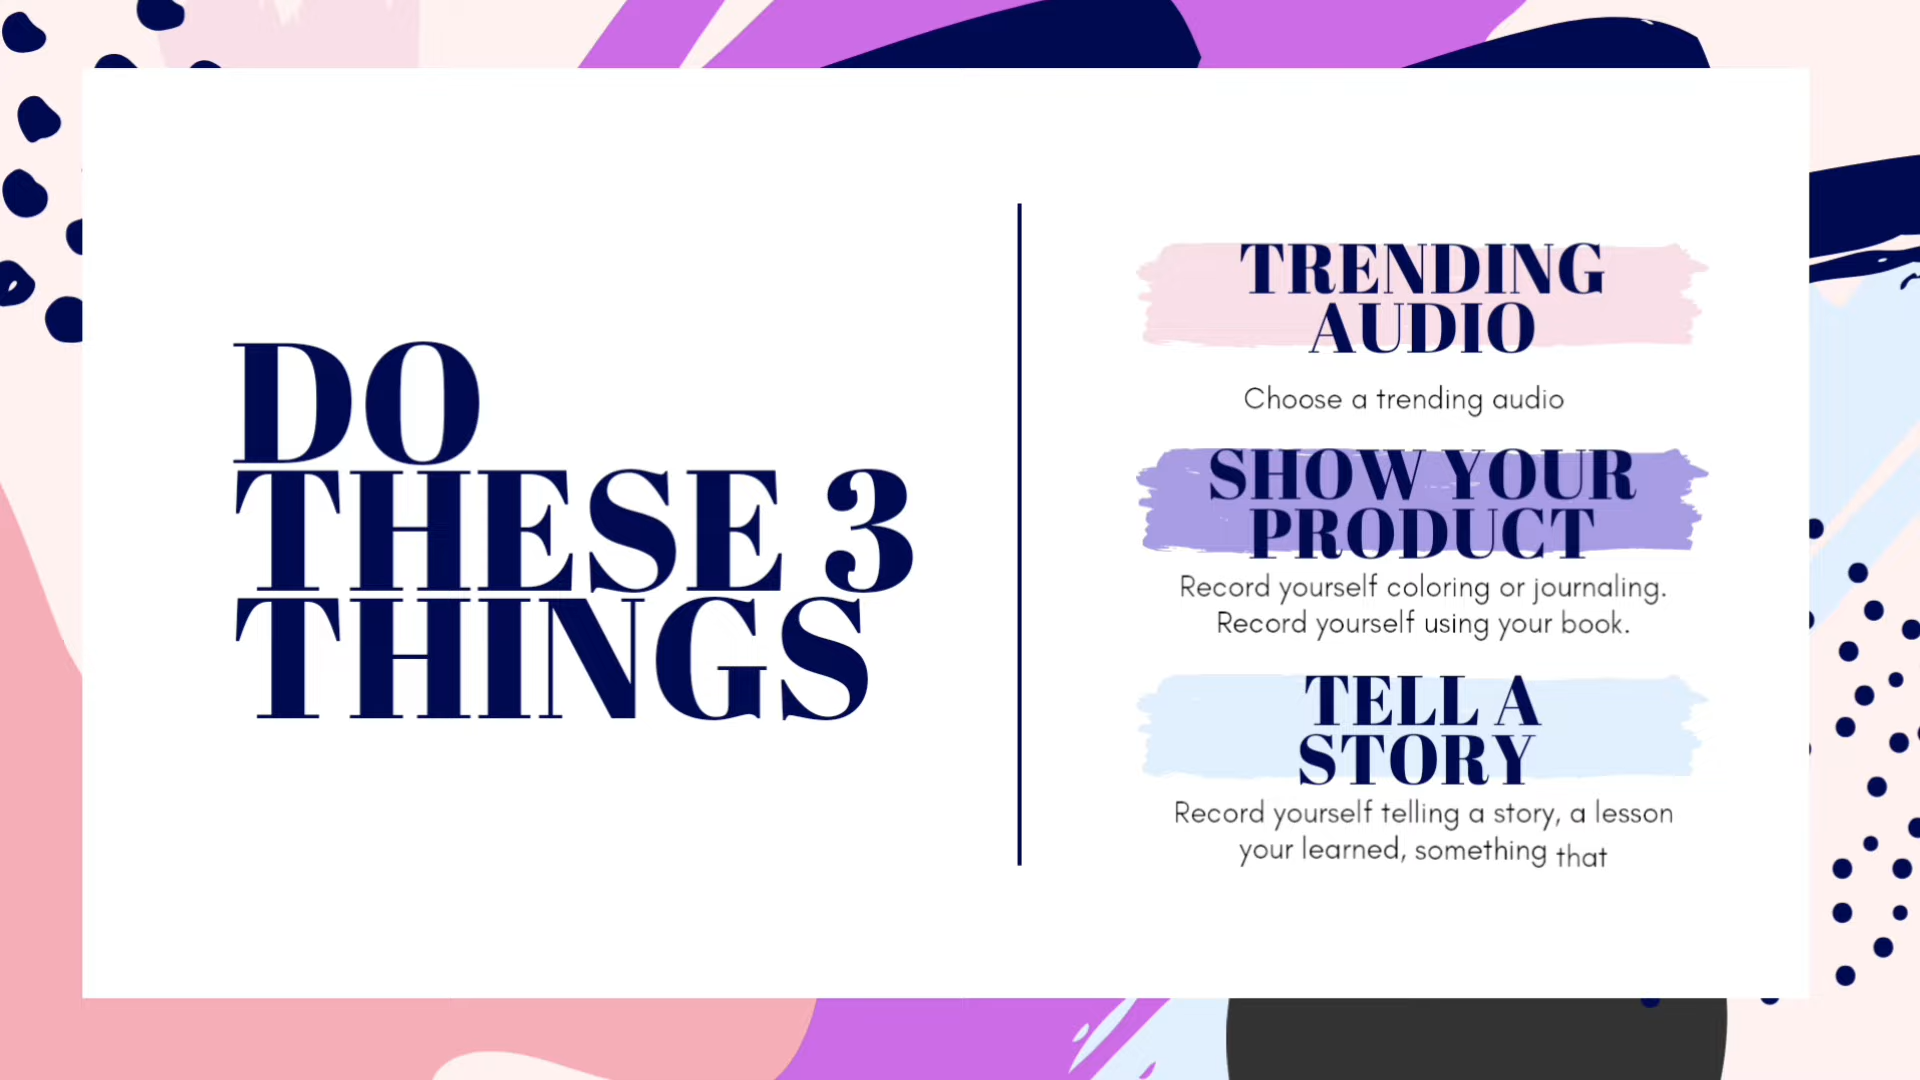 DO
THESE 3
THINGS
TRENDING
AUDIO
Choose a trending audio
SHOW YOUR
PRODUCT
Record yourself coloring or journaling.
Record yourself using your book.
TELL A
STORY
Record yourself telling a story, a lesson
your learned, something that